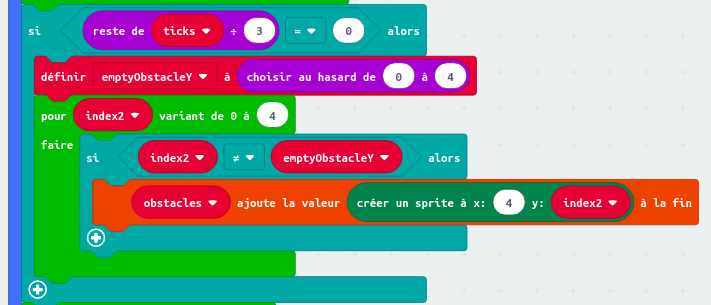 si reste de ticks ÷ 3 = 0 alors
définir emptyObstacleY à choisir au hasard de 0 à 4
pour index2 variant de 0 à 4
faire
si index2 ≠ emptyObstacleY alors
obstacles ajoute la valeur créer un sprite à x: 4 y: index2 à la fin